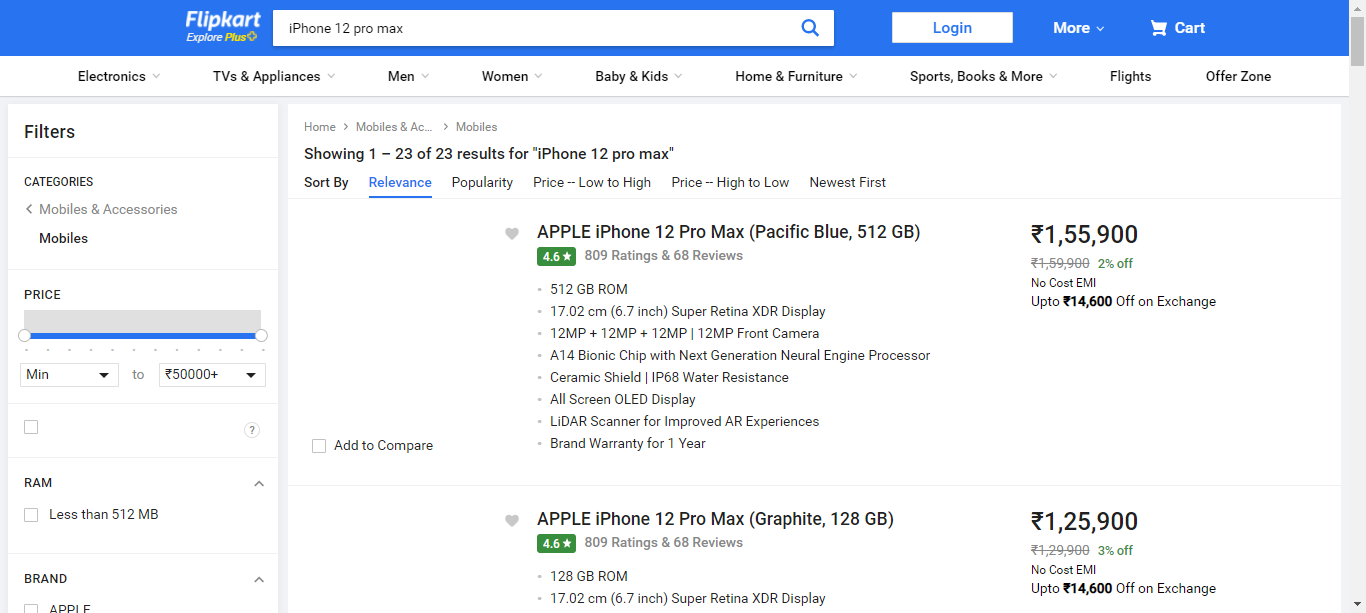 Flipkart
Explore Plus
iPhone 12 pro max
Login
More
Cart
Electronics
TVs & Appliances
Men
Women
Baby & Kids
Home & Furniture
Sports, Books & More
Flights
Offer Zone
Filters
CATEGORIES
Mobiles & Accessories
Mobiles
PRICE
Min
to
₹50000+
?
RAM
Less than 512 MB
BRAND
APPLE
Home
Mobiles & Ac...
Mobiles
Showing 1 – 23 of 23 results for "iPhone 12 pro max"
Sort By Relevance Popularity Price -- Low to High Price -- High to Low Newest First
APPLE iPhone 12 Pro Max (Pacific Blue, 512 GB)
4.6 809 Ratings & 68 Reviews
512 GB ROM
17.02 cm (6.7 inch) Super Retina XDR Display
12MP + 12MP + 12MP | 12MP Front Camera
A14 Bionic Chip with Next Generation Neural Engine Processor
Ceramic Shield | IP68 Water Resistance
All Screen OLED Display
LiDAR Scanner for Improved AR Experiences
Brand Warranty for 1 Year
Add to Compare
₹1,55,900
₹1,59,900 2% off
No Cost EMI
Upto ₹14,600 Off on Exchange
APPLE iPhone 12 Pro Max (Graphite, 128 GB)
4.6 809 Ratings & 68 Reviews
128 GB ROM
17.02 cm (6.7 inch) Super Retina XDR Display
₹1,25,900
₹1,29,900 3% off
No Cost EMI
Upto ₹14,600 Off on Exchange